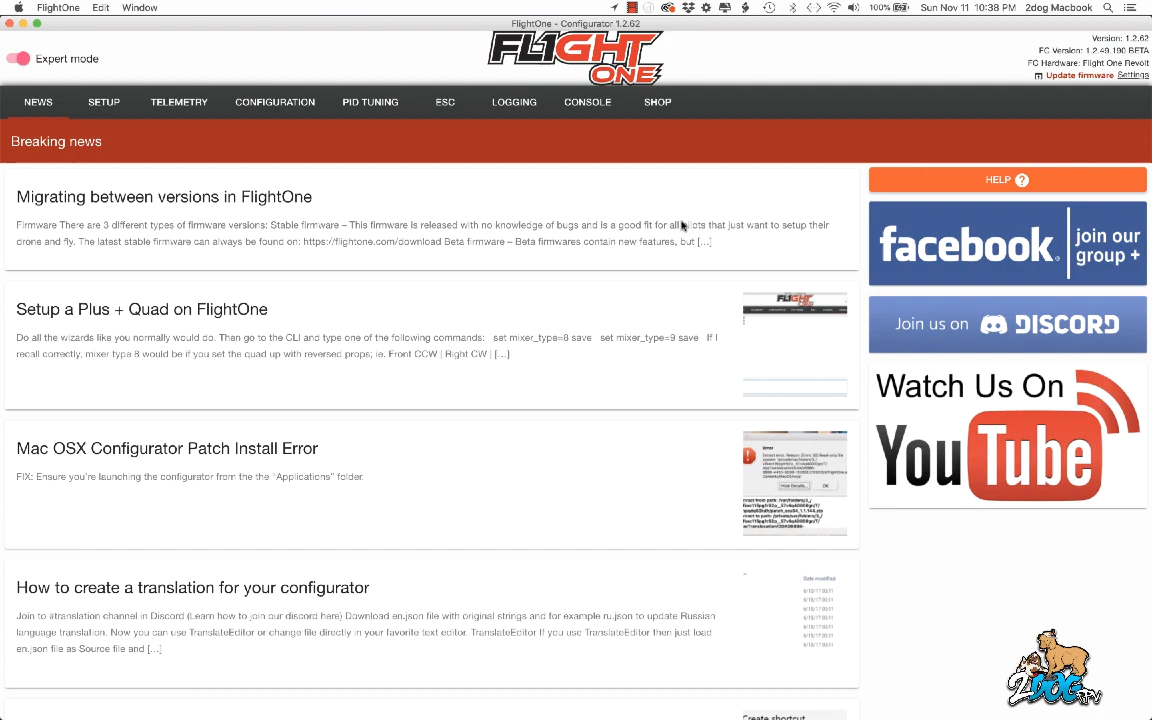 FlightOne Edit Window 100% Sun Nov 11 10:38 PM 2dog Macbook
FlightOne - Configurator 1.2.62
Expert mode
FL1GHT
ONE
Version: 1.2.62
FC Version: 1.2.49.190 BETA
FC Hardware: Flight One Revolt
Update firmware Settings
NEWS SETUP TELEMETRY CONFIGURATION PID TUNING ESC LOGGING CONSOLE SHOP
Breaking news
Migrating between versions in FlightOne
Firmware There are 3 different types of firmware versions: Stable firmware – This firmware is released with no knowledge of bugs and is a good fit for all pilots that just want to setup their
drone and fly. The latest stable firmware can always be found on: https://flightone.com/download Beta firmware – Beta firmwares contain new features, but [...]
Setup a Plus + Quad on FlightOne
Do all the wizards like you normally would do. Then go to the CLI and type one of the following commands: set mixer_type=8 save set mixer_type=9 save If I
recall correctly, mixer type 8 would be if you set the quad up with reversed props; ie. Front CCW | Right CW | [...]
FL1GHT
Mac OSX Configurator Patch Install Error
FIX: Ensure you're launching the configurator from the the "Applications" folder.
Error
Hide Details... OK
How to create a translation for your configurator
Join to #translation channel in Discord (Learn how to join our discord here) Download en.json file with original strings and for example ru.json to update Russian
language translation. Now you can use TranslateEditor or change file directly in your favorite text editor. TranslateEditor If you use TranslateEditor then just load
en.json file as Source file and [...]
Date modified
Create shortcut
HELP ?
facebook. join our
group +
Join us on DISCORD
Watch Us On
YouTube
2DOG FPV